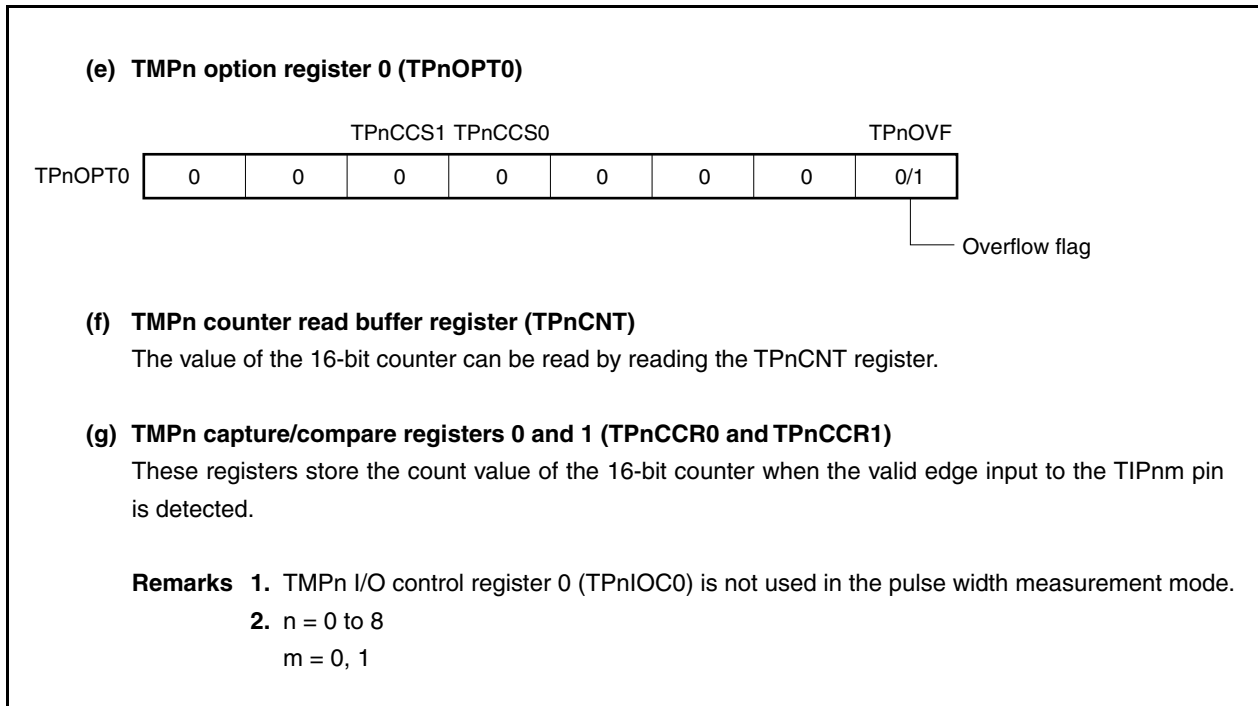 (e) TMPn option register 0 (TPnOPT0)
TPnCCS1 TPnCCS0 TPnOVF
TPnOPT0 0 0 0 0 0 0 0 0/1
Overflow flag
(f) TMPn counter read buffer register (TPnCNT)
The value of the 16-bit counter can be read by reading the TPnCNT register.
(g) TMPn capture/compare registers 0 and 1 (TPnCCR0 and TPnCCR1)
These registers store the count value of the 16-bit counter when the valid edge input to the TIPnm pin
is detected.
Remarks 1. TMPn I/O control register 0 (TPnIOC0) is not used in the pulse width measurement mode.
2. n = 0 to 8
m = 0, 1